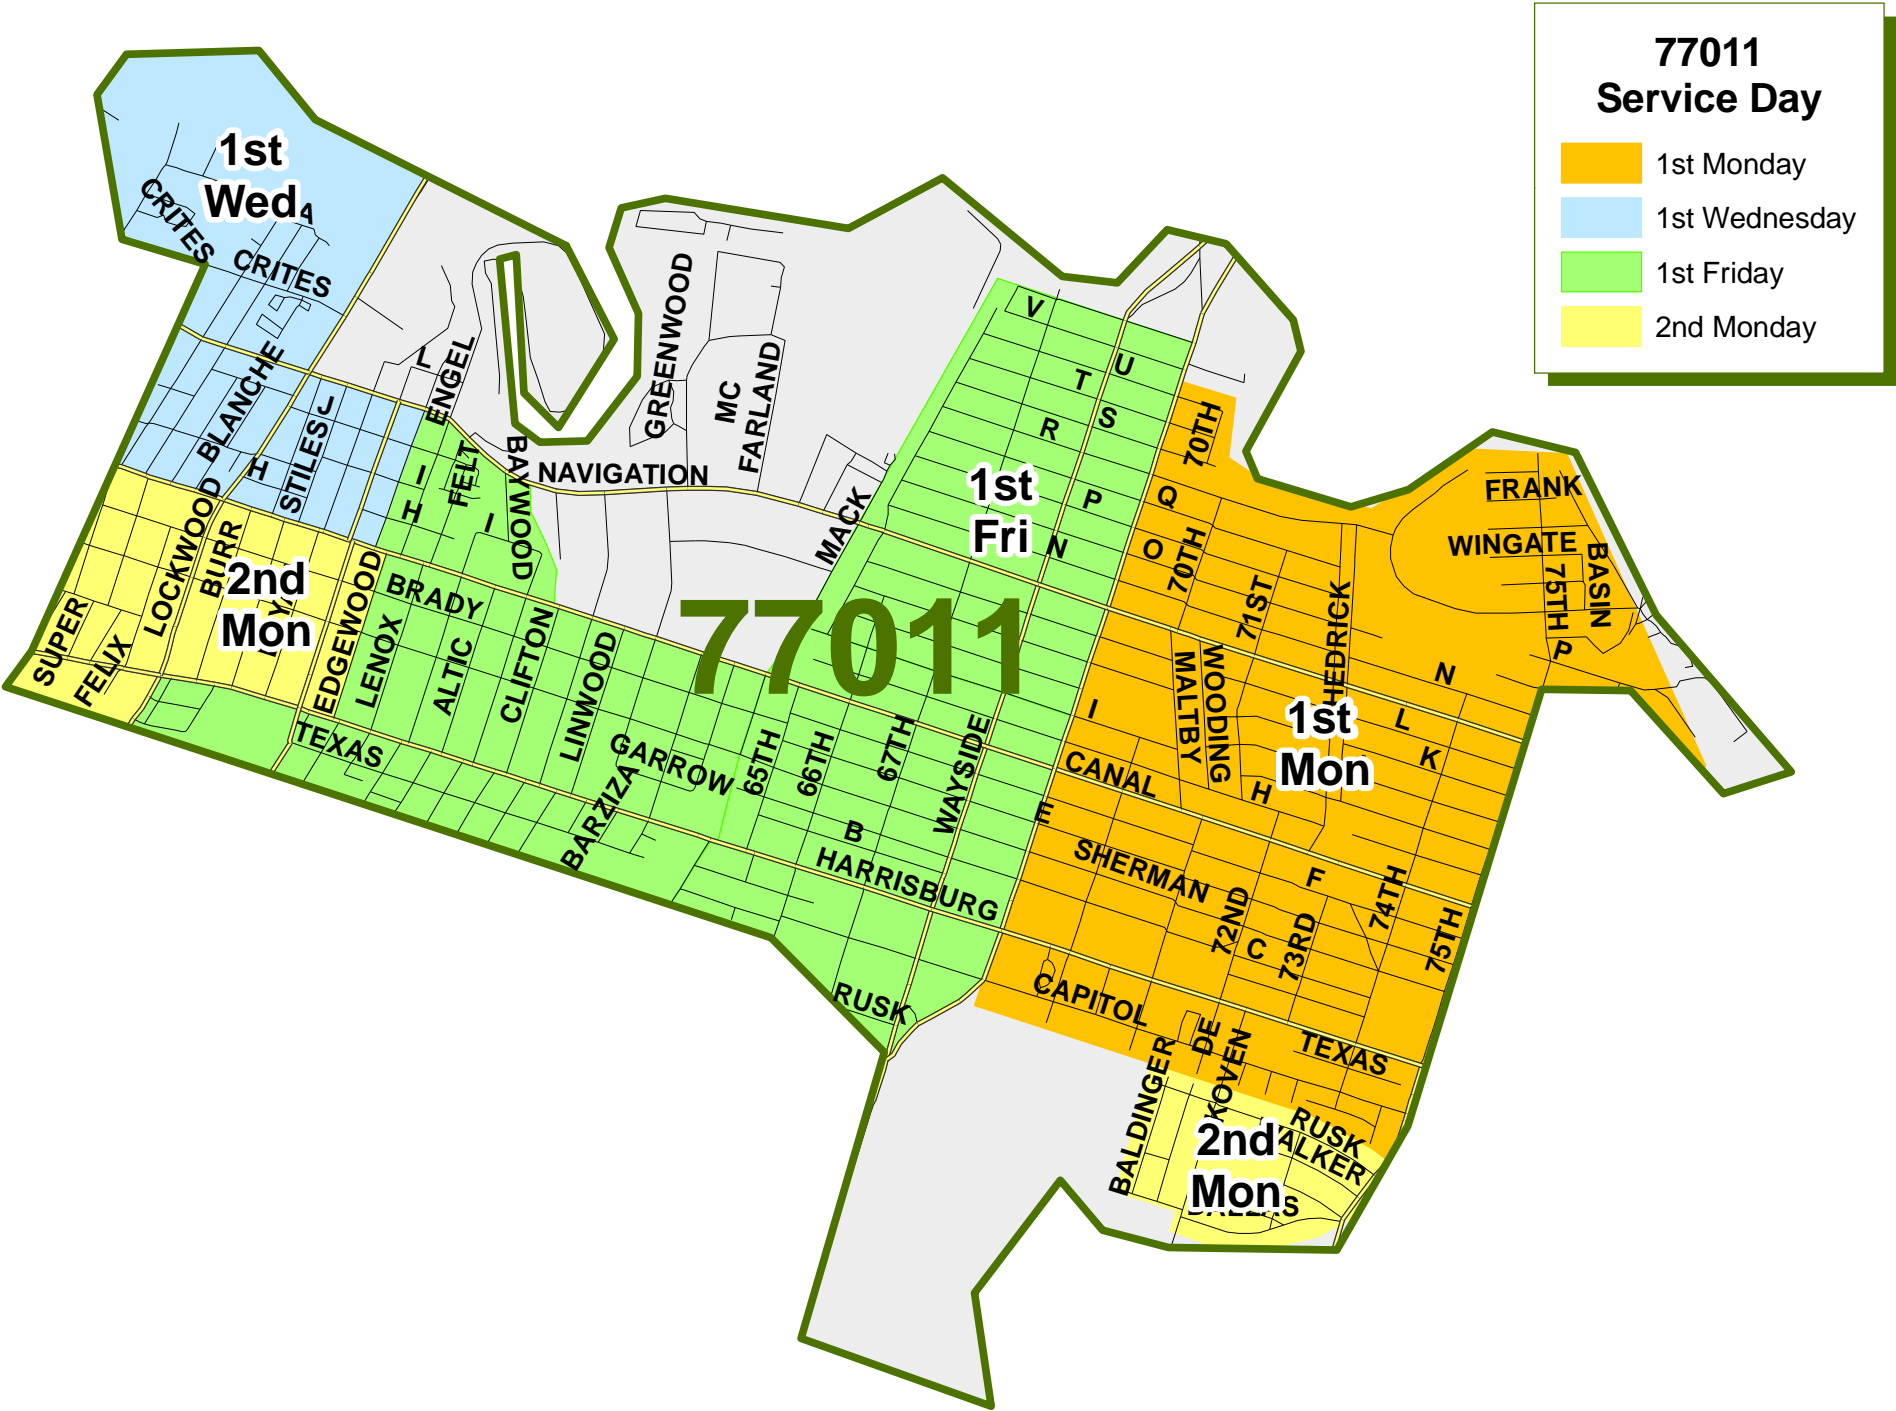 77011
Service Day
1st Monday
1st Wednesday
1st Friday
2nd Monday
1st
Wed
A
CRITES
CRITES
BLANCHE
J
H
STILES
L
ENGEL
I
FELT
H
I
BAYWOOD
NAVIGATION
GREENWOOD
MC
FARLAND
MACK
V
U
T
S
R
P
N
1st
Fri
70TH
Q
O
70TH
71ST
FRANK
WINGATE
BASIN
75TH
P
N
HEDRICK
L
K
1st
Mon
WOODING
MALTBY
I
H
CANAL
E
SHERMAN
F
72ND
C
73RD
74TH
75TH
LOCKWOOD
BURR
2nd
Mon
SUPER
FELIX
EDGEWOOD
BRADY
LENOX
ALTIC
CLIFTON
LINWOOD
77011
TEXAS
GARROW
BARZIZA
65TH
66TH
67TH
WAYSIDE
B
HARRISBURG
RUSK
CAPITOL
DE
KOVEN
TEXAS
BALDINGER
RUSK
2nd
Mon